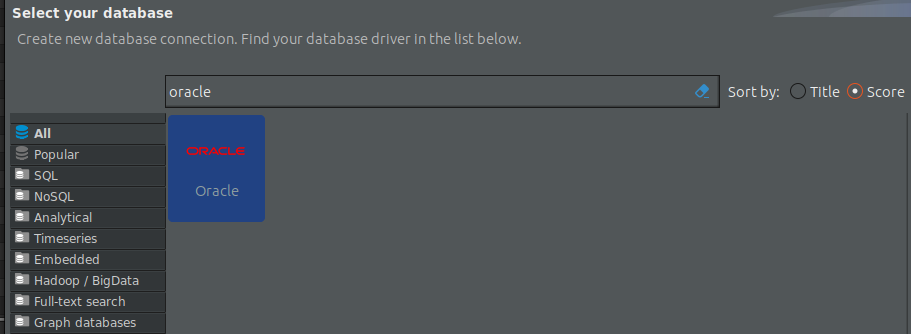 Select your database
Create new database connection. Find your database driver in the list below.
oracle
Sort by: Title Score
All
Popular
SQL
NoSQL
Analytical
Timeseries
Embedded
Hadoop / BigData
Full-text search
Graph databases
ORACLE
Oracle